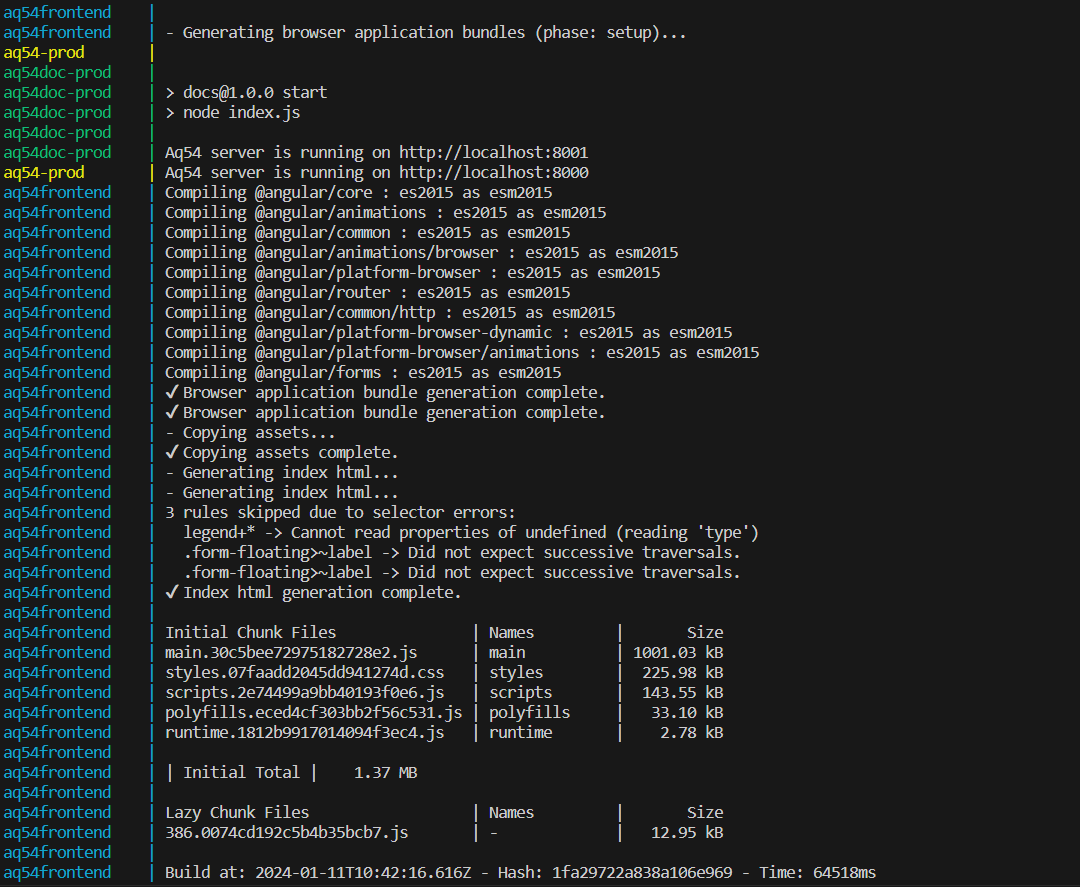 aq54frontend |
aq54frontend | - Generating browser application bundles (phase: setup)...
aq54-prod |
aq54doc-prod |
aq54doc-prod | > docs@1.0.0 start
aq54doc-prod | > node index.js
aq54doc-prod |
aq54doc-prod | Aq54 server is running on http://localhost:8001
aq54-prod | Aq54 server is running on http://localhost:8000
aq54frontend | Compiling @angular/core : es2015 as esm2015
aq54frontend | Compiling @angular/animations : es2015 as esm2015
aq54frontend | Compiling @angular/common : es2015 as esm2015
aq54frontend | Compiling @angular/animations/browser : es2015 as esm2015
aq54frontend | Compiling @angular/platform-browser : es2015 as esm2015
aq54frontend | Compiling @angular/router : es2015 as esm2015
aq54frontend | Compiling @angular/common/http : es2015 as esm2015
aq54frontend | Compiling @angular/platform-browser-dynamic : es2015 as esm2015
aq54frontend | Compiling @angular/platform-browser/animations : es2015 as esm2015
aq54frontend | Compiling @angular/forms : es2015 as esm2015
aq54frontend | ✓ Browser application bundle generation complete.
aq54frontend | ✓ Browser application bundle generation complete.
aq54frontend | - Copying assets...
aq54frontend | ✓ Copying assets complete.
aq54frontend | - Generating index html...
aq54frontend | - Generating index html...
aq54frontend | 3 rules skipped due to selector errors:
aq54frontend |   legend+* -> Cannot read properties of undefined (reading 'type')
aq54frontend |   .form-floating>~label -> Did not expect successive traversals.
aq54frontend |   .form-floating>~label -> Did not expect successive traversals.
aq54frontend | ✓ Index html generation complete.
aq54frontend |
aq54frontend | Initial Chunk Files | Names | Size
aq54frontend | main.30c5bee72975182728e2.js | main | 1001.03 kB
aq54frontend | styles.07faadd2045dd941274d.css | styles | 225.98 kB
aq54frontend | scripts.2e74499a9bb40193f0e6.js | scripts | 143.55 kB
aq54frontend | polyfills.eced4cf303bb2f56c531.js | polyfills | 33.10 kB
aq54frontend | runtime.1812b9917014094f3ec4.js | runtime | 2.78 kB
aq54frontend |
aq54frontend | | Initial Total | 1.37 MB
aq54frontend |
aq54frontend | Lazy Chunk Files | Names | Size
aq54frontend | 386.0074cd192c5b4b35bcb7.js | - | 12.95 kB
aq54frontend |
aq54frontend | Build at: 2024-01-11T10:42:16.616Z - Hash: 1fa29722a838a106e969 - Time: 64518ms